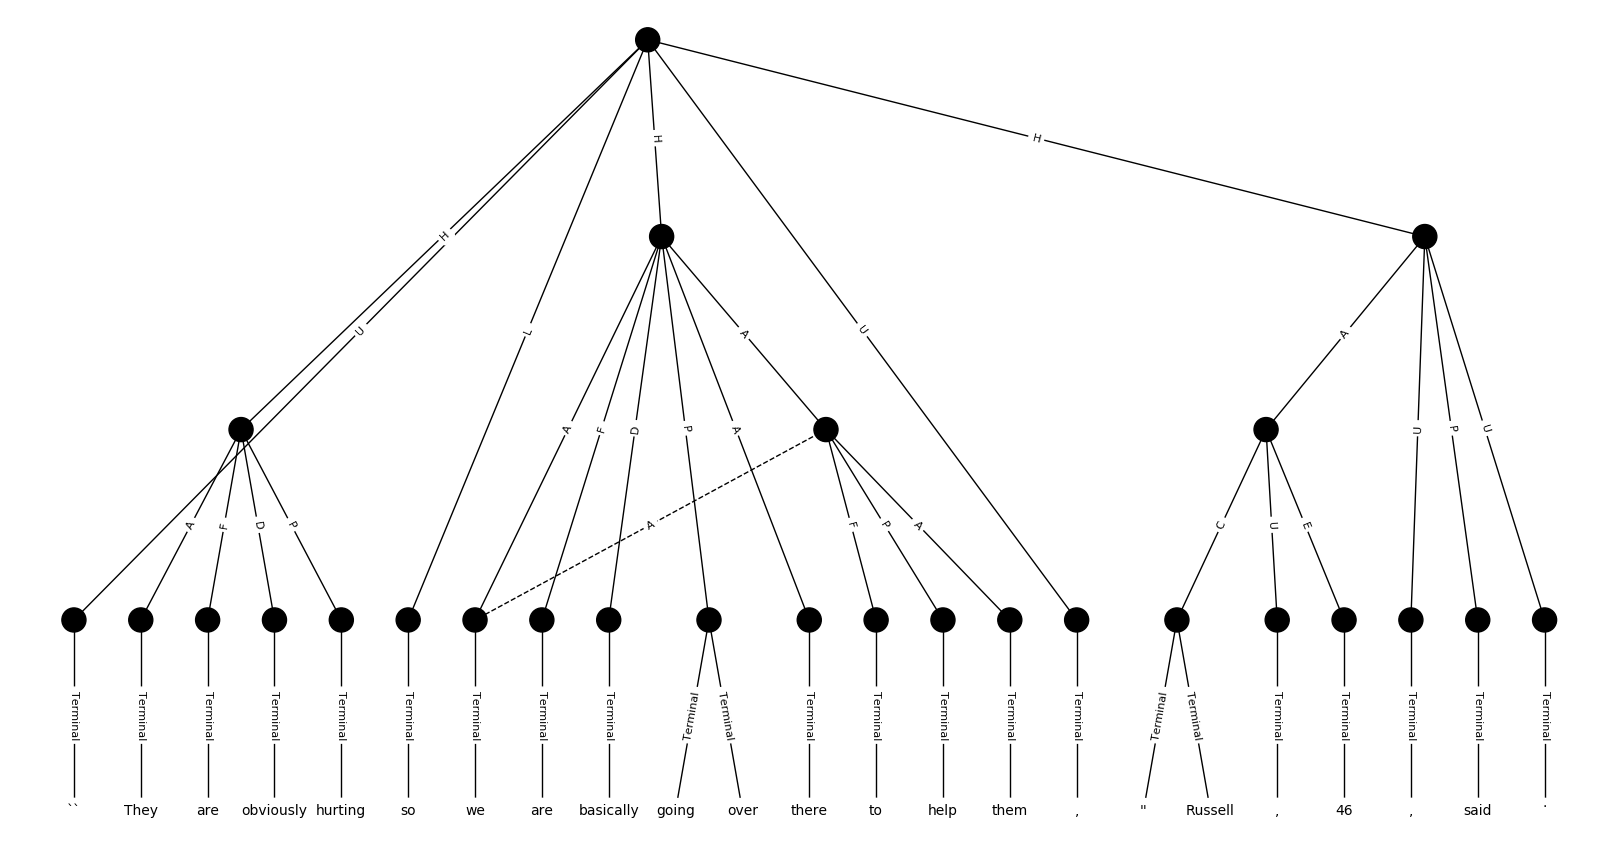 H
H
H
U
L
U
A
A
F
D
P
A
A
U
P
U
A
F
D
P
A
F
P
A
C
U
E
Terminal Terminal Terminal Terminal Terminal Terminal Terminal Terminal Terminal Terminal Terminal Terminal Terminal Terminal Terminal Terminal Terminal Terminal Terminal Terminal Terminal Terminal Terminal
`` They are obviously hurting so we are basically going over there to help them , " Russell , 46 , said .